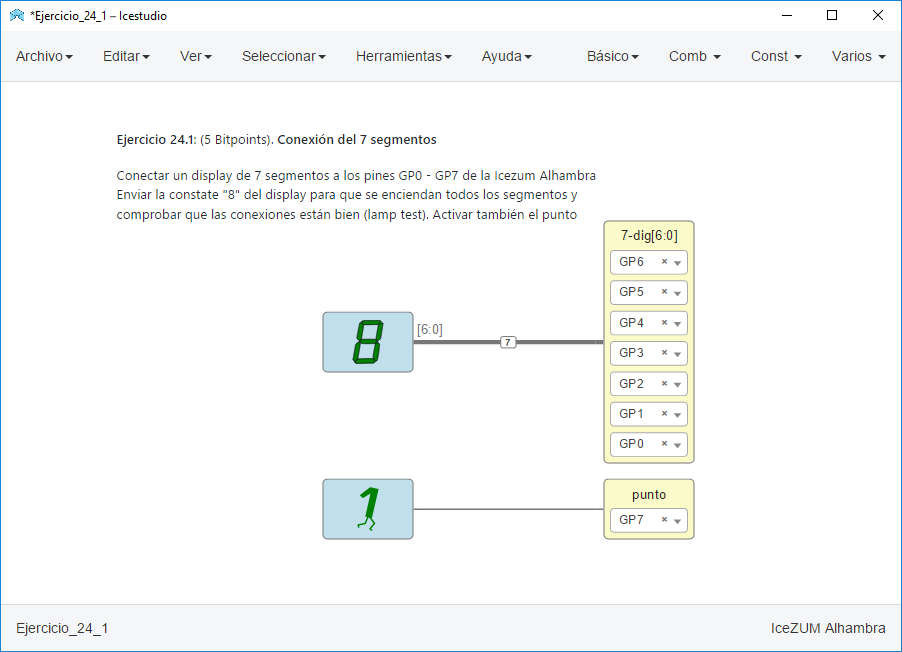 *Ejercicio_24_1 – Icestudio
Archivo Editar Ver Seleccionar Herramientas Ayuda Básico Comb Const Varios
Ejercicio 24.1: (5 Bitpoints). Conexión del 7 segmentos
Conectar un display de 7 segmentos a los pines GP0 - GP7 de la Icezum Alhambra
Enviar la constate "8" del display para que se enciendan todos los segmentos y
comprobar que las conexiones están bien (lamp test). Activar también el punto
7-dig[6:0]
GP6 ×
GP5 ×
GP4 ×
GP3 ×
GP2 ×
GP1 ×
GP0 ×
8
[6:0]
7
1
punto
GP7 ×
Ejercicio_24_1
IceZUM Alhambra